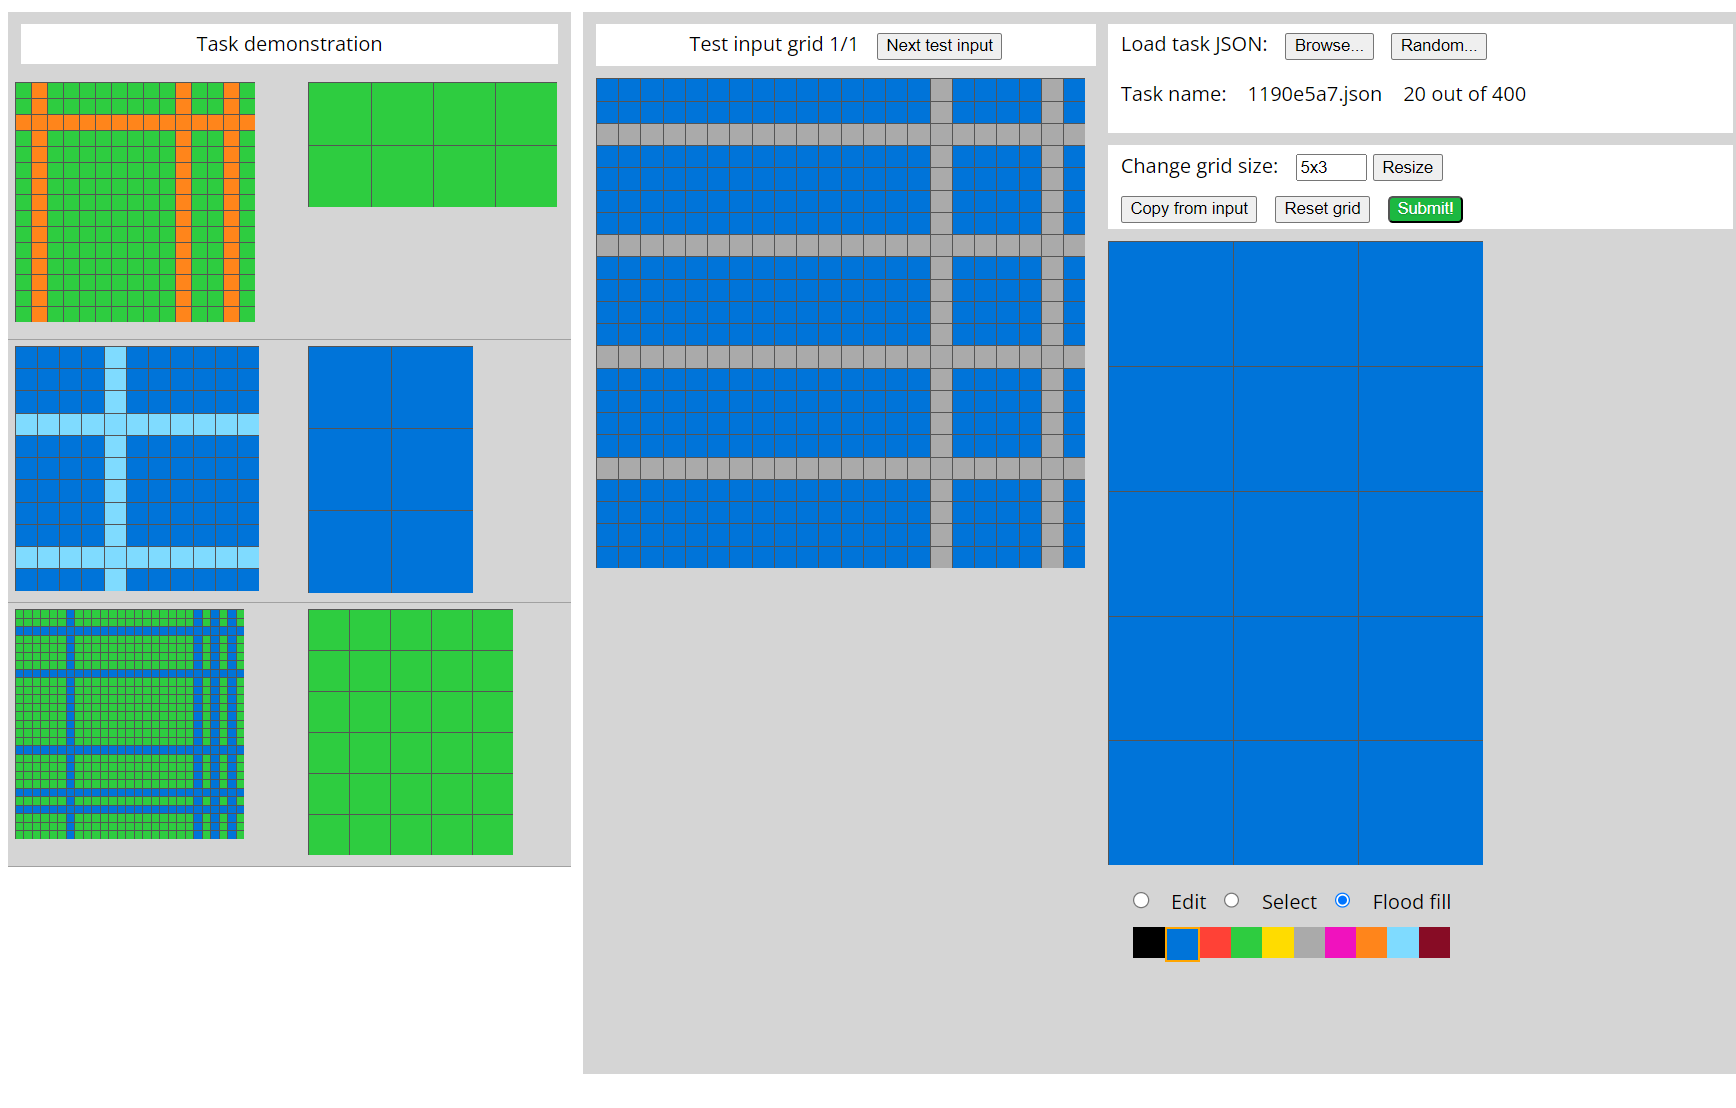 Task demonstration
Test input grid 1/1 Next test input
Load task JSON: Browse... Random...
Task name: 1190e5a7.json 20 out of 400
Change grid size: 5x3 Resize
Copy from input Reset grid Submit!
Edit Select Flood fill